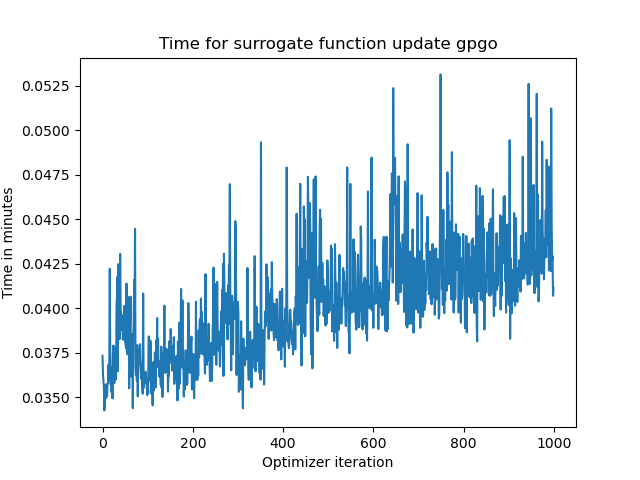 Time for surrogate function update gpgo
Time in minutes
0.0525
0.0500
0.0475
0.0450
0.0425
0.0400
0.0375
0.0350
0 200 400 600 800 1000
Optimizer iteration